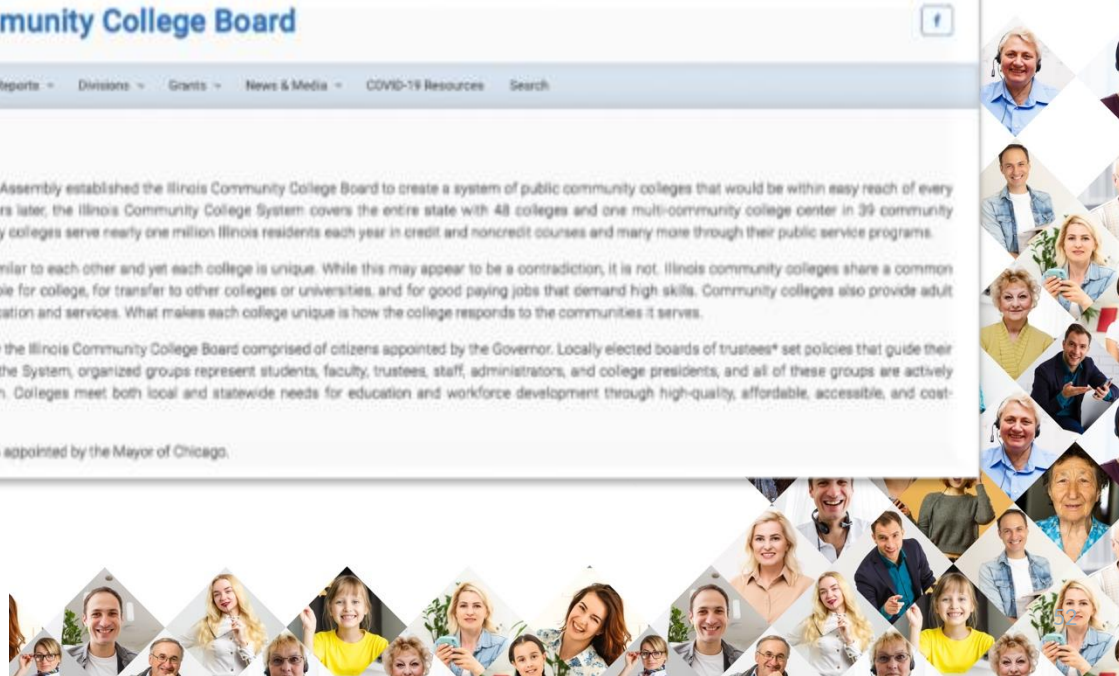 munity College Board
f
Reports Divisions Grants News & Media COVID-19 Resources Search
Assembly established the Illinois Community College Board to create a system of public community colleges that would be within easy reach of every
rs later, the Illinois Community College System covers the entire state with 48 colleges and one multi-community college center in 39 community
y colleges serve nearly one million Illinois residents each year in credit and noncredit courses and many more through their public service programs.
milar to each other and yet each college is unique. While this may appear to be a contradiction, it is not. Illinois community colleges share a common
ple for college, for transfer to other colleges or universities, and for good paying jobs that demand high skills. Community colleges also provide adult
cation and services. What makes each college unique is how the college responds to the communities it serves.
the Illinois Community College Board comprised of citizens appointed by the Governor. Locally elected boards of trustees* set policies that guide their
the System, organized groups represent students, faculty, trustees, staff, administrators, and college presidents, and all of these groups are actively
n. Colleges meet both local and statewide needs for education and workforce development through high-quality, affordable, accessible, and cost-
appointed by the Mayor of Chicago.